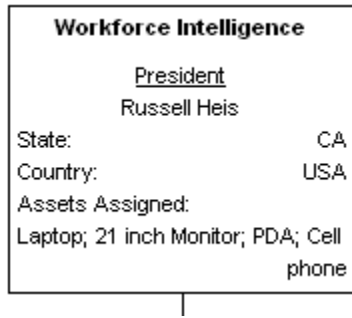 Workforce Intelligence
President
Russell Heis
State: CA
Country: USA
Assets Assigned:
Laptop; 21 inch Monitor; PDA; Cell
phone